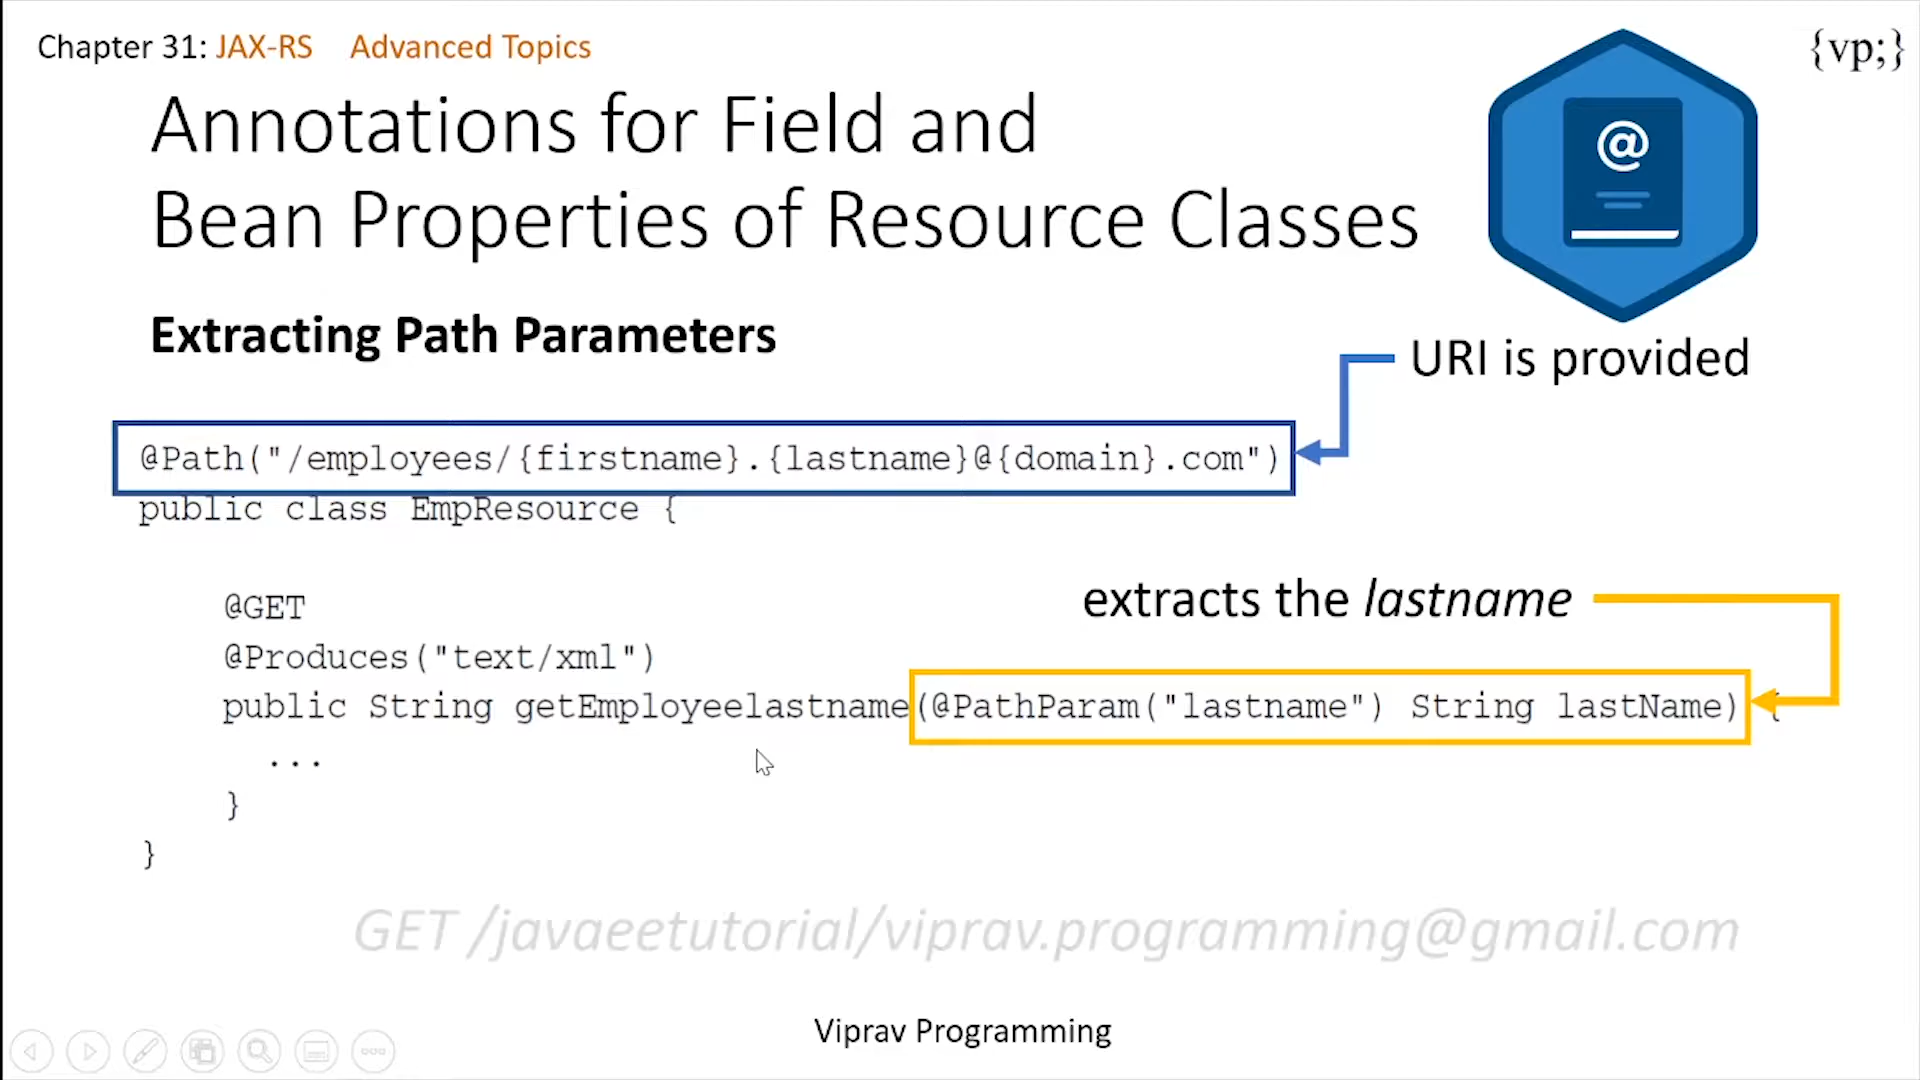 Chapter 31: JAX-RS Advanced Topics
{vp;}
Annotations for Field and
Bean Properties of Resource Classes
@
Extracting Path Parameters
URI is provided
@Path("/employees/{firstname}.{lastname}@{domain}.com")
public class EmpResource {
extracts the lastname
@GET
@Produces("text/xml")
public String getEmployeelastname(@PathParam("lastname") String lastName) {
...
}
}
GET /javaeetutorial/viprav.programming@gmail.com
Viprav Programming